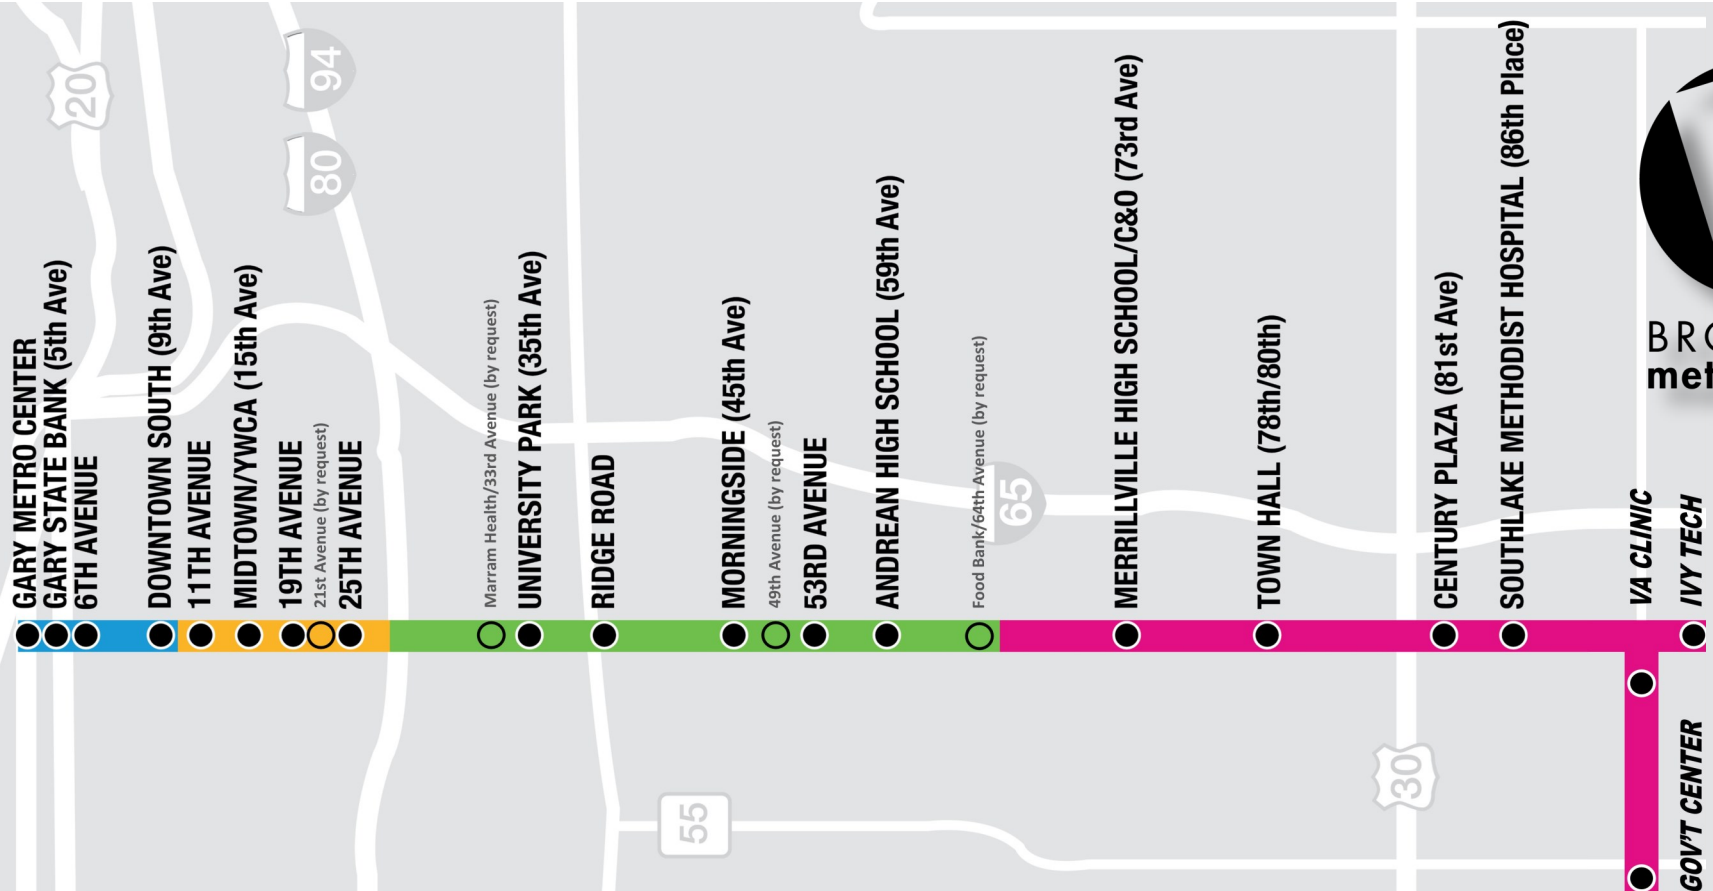 20
94
80
GARY METRO CENTER
GARY STATE BANK (5th Ave)
6TH AVENUE
DOWNTOWN SOUTH (9th Ave)
11TH AVENUE
MIDTOWN/YWCA (15th Ave)
19TH AVENUE
21st Avenue (by request)
25TH AVENUE
Marram Health/33rd Avenue (by request)
UNIVERSITY PARK (35th Ave)
RIDGE ROAD
MORNINGSIDE (45th Ave)
49th Avenue (by request)
53RD AVENUE
ANDREAN HIGH SCHOOL (59th Ave)
Food Bank/64th Avenue (by request)
65
MERRILLVILLE HIGH SCHOOL/C&O (73rd Ave)
TOWN HALL (78th/80th)
CENTURY PLAZA (81st Ave)
SOUTHLAKE METHODIST HOSPITAL (86th Place)
VA CLINIC
IVY TECH
GOV'T CENTER
55
30